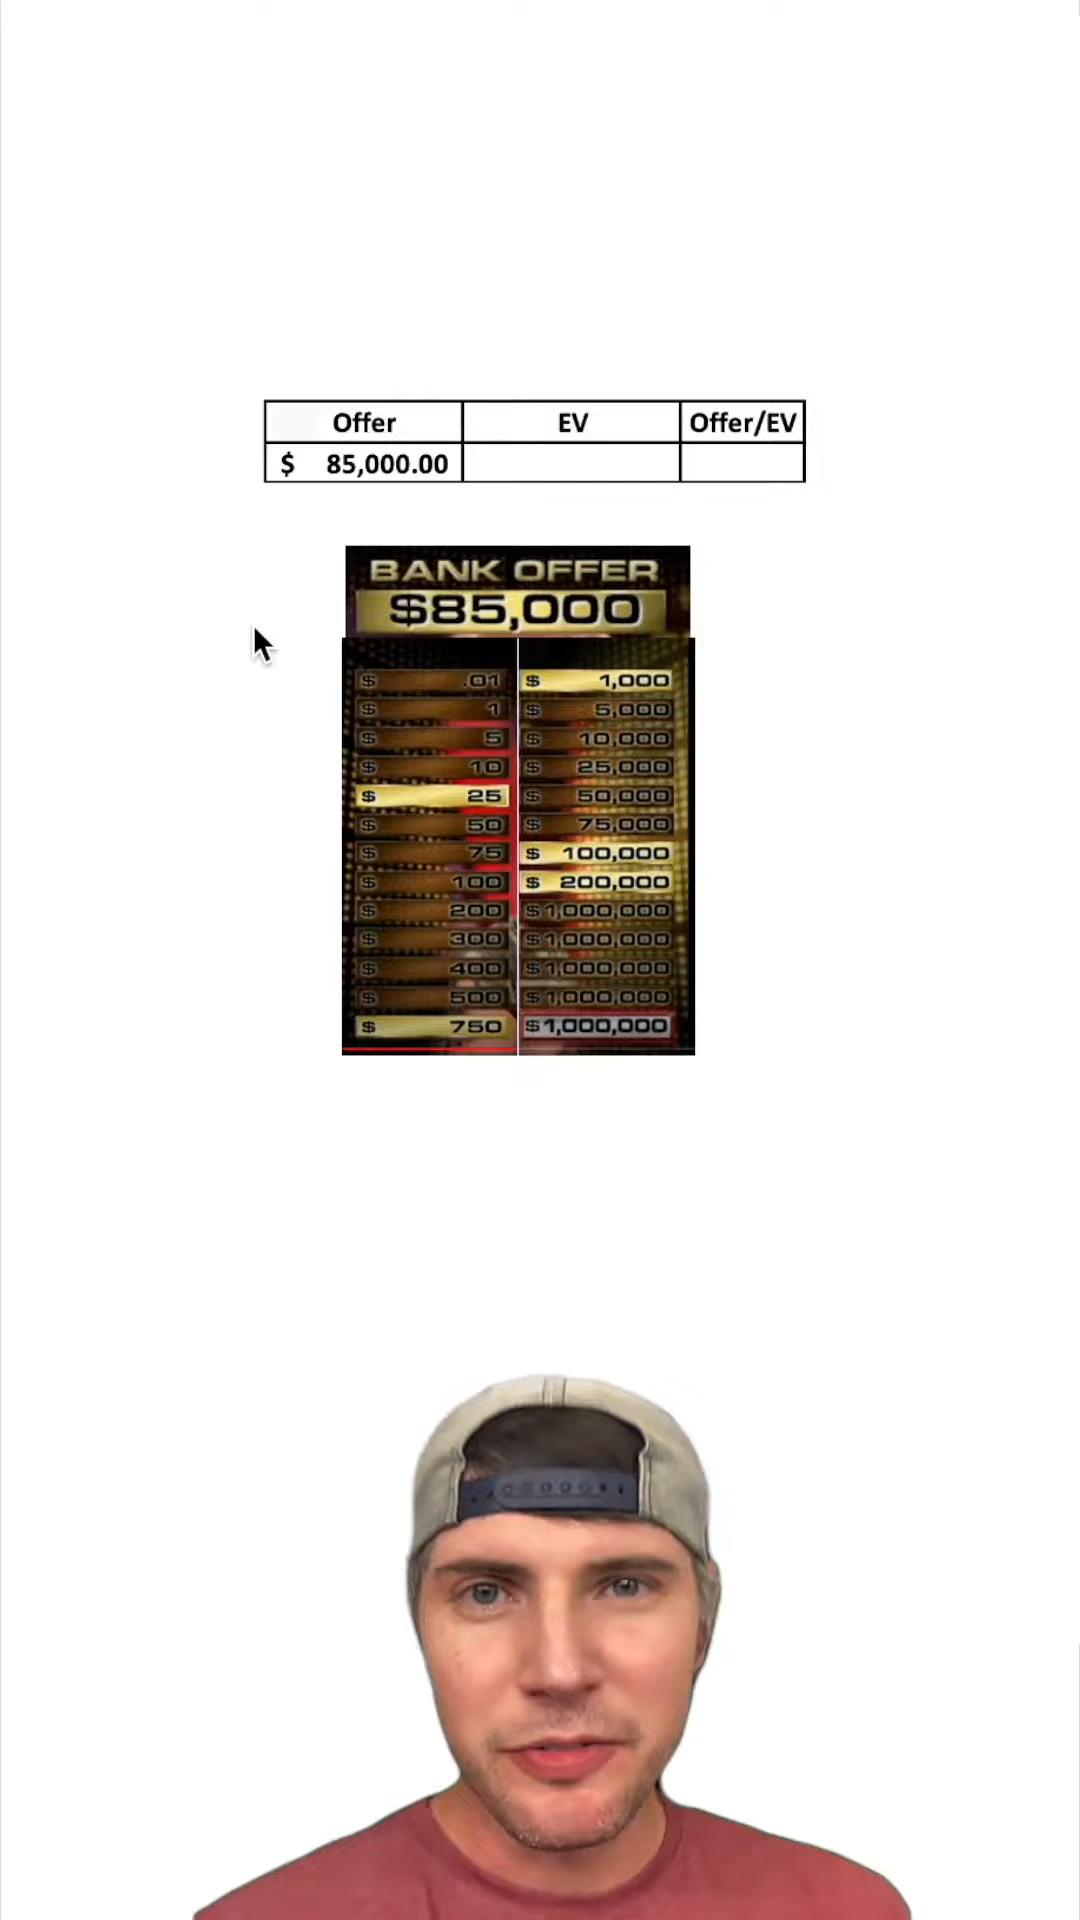 Offer EV Offer/EV
$ 85,000.00
BANK OFFER
$85,000
$ .01 $ 1,000
$ 1 $ 5,000
$ 5 $ 10,000
$ 10 $ 25,000
$ 25 $ 50,000
$ 50 $ 75,000
$ 75 $ 100,000
$ 100 $ 200,000
$ 200 $1,000,000
$ 300 $1,000,000
$ 400 $1,000,000
$ 500 $1,000,000
$ 750 $1,000,000